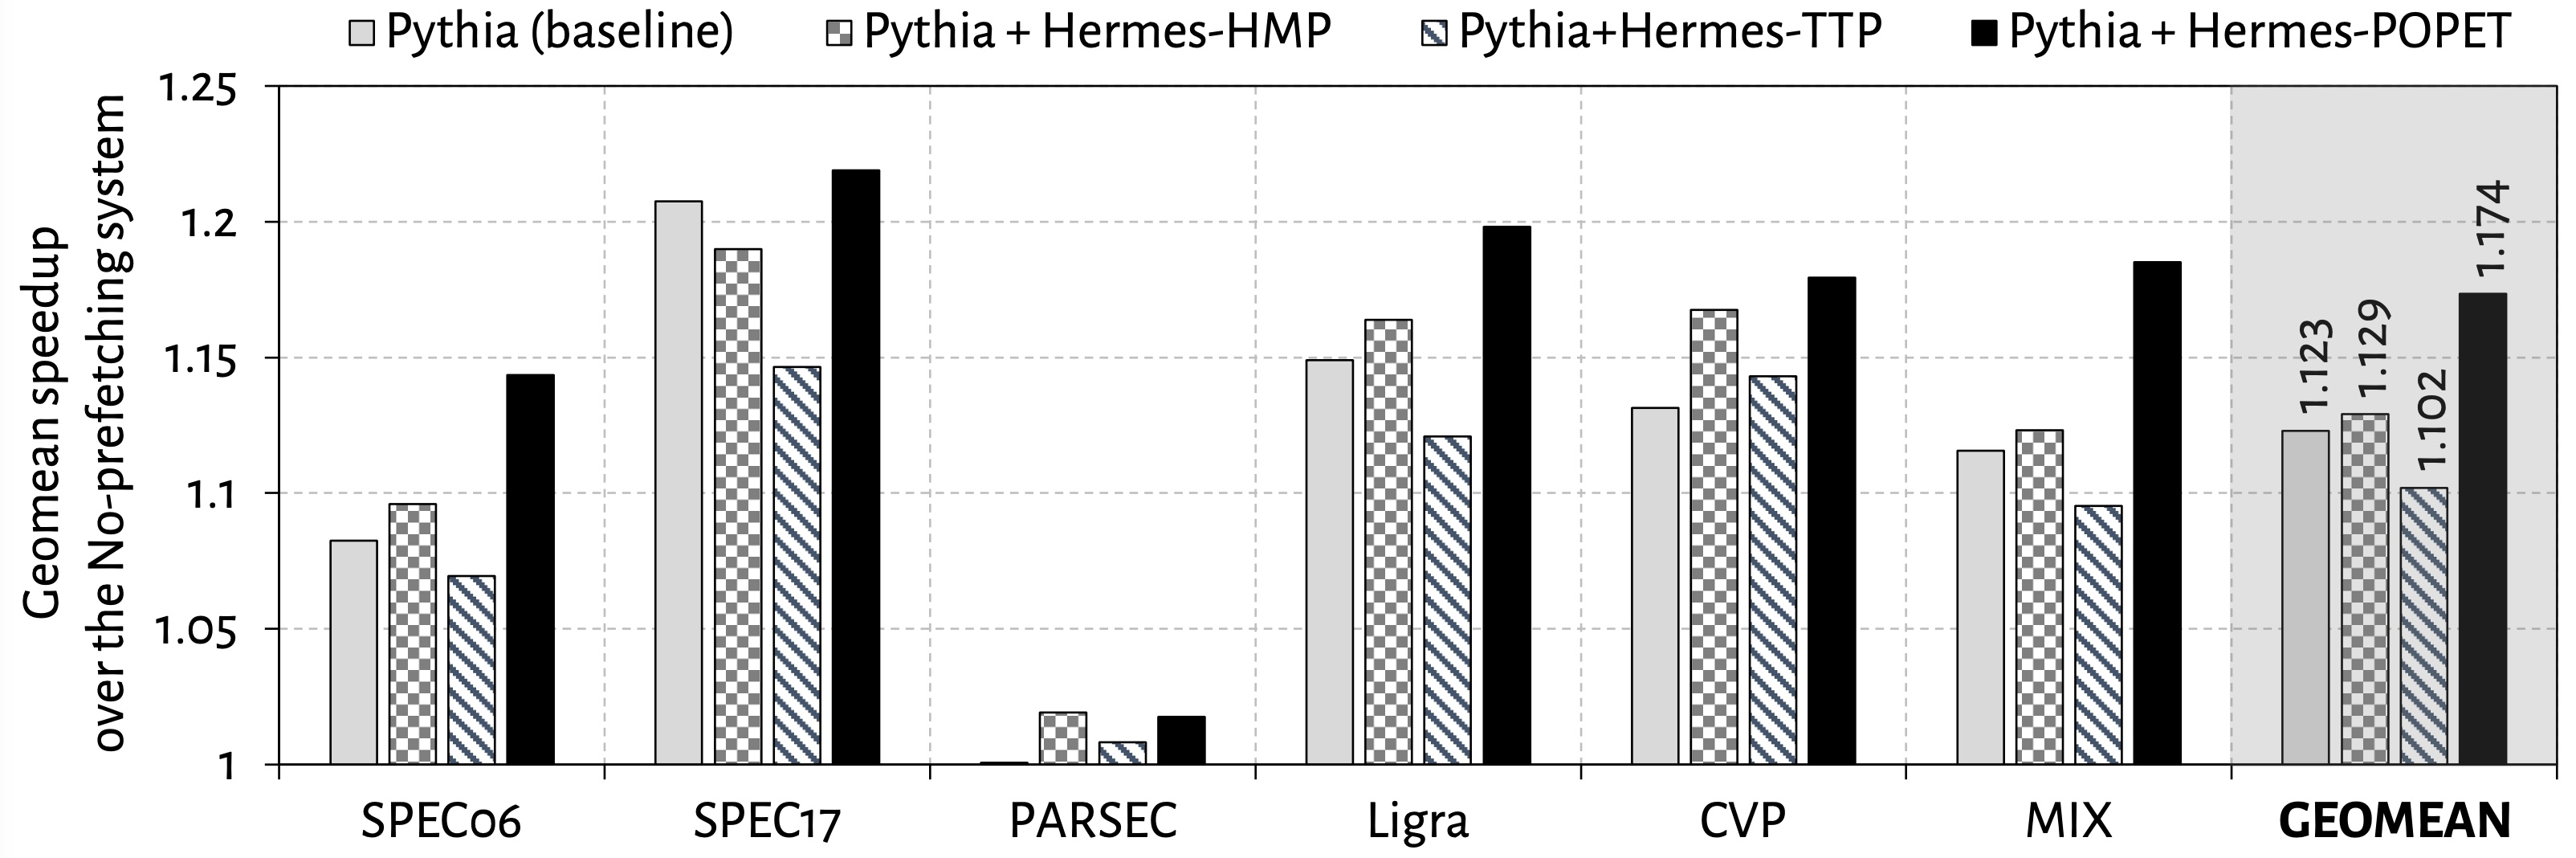 Pythia (baseline) Pythia + Hermes-HMP Pythia+Hermes-TTP Pythia + Hermes-POPET
Geomean speedup
over the No-prefetching system
1.25
1.2
1.15
1.1
1.05
1
1.123
1.129
1.102
1.174
SPEC06 SPEC17 PARSEC Ligra CVP MIX GEOMEAN